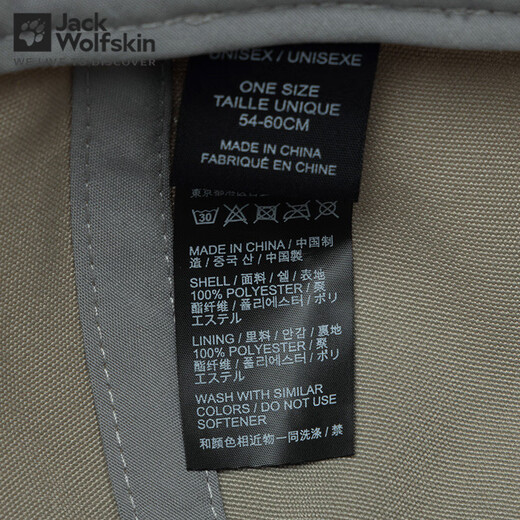 Jack
Wolfskin
WE LIVE TO DISCOVER
UNISEX / UNISEXE
ONE SIZE
TAILLE UNIQUE
54-60CM
MADE IN CHINA
FABRIQUÉ EN CHINE
30
MADE IN CHINA / 中国制
造 / 중국 산 / 中国製
SHELL / 面料 / 쉘 / 表地
100% POLYESTER / 聚
酯纤维 / 폴리에스터 / ポリ
エステル
LINING / 里料 / 안감 / 裏地
100% POLYESTER / 聚
酯纤维 / 폴리에스터 / ポリ
エステル
WASH WITH SIMILAR
COLORS / DO NOT USE
SOFTENER
和颜色相近物一同洗涤 / 禁